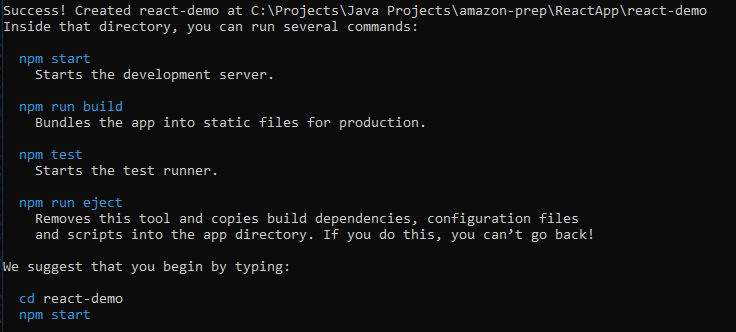 Success! Created react-demo at C:\Projects\Java Projects\amazon-prep\ReactApp\react-demo
Inside that directory, you can run several commands:
npm start
Starts the development server.
npm run build
Bundles the app into static files for production.
npm test
Starts the test runner.
npm run eject
Removes this tool and copies build dependencies, configuration files
and scripts into the app directory. If you do this, you can’t go back!
We suggest that you begin by typing:
cd react-demo
npm start